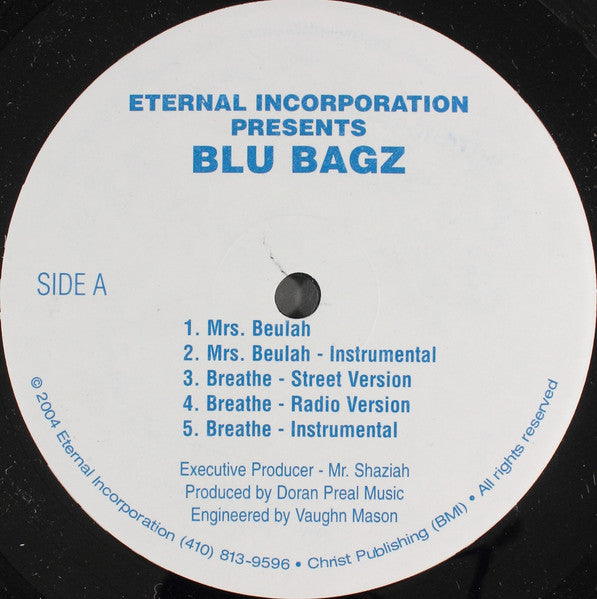 ETERNAL INCORPORATION
PRESENTS
BLU BAGZ
SIDE A
1. Mrs. Beulah
2. Mrs. Beulah - Instrumental
3. Breathe - Street Version
4. Breathe - Radio Version
5. Breathe - Instrumental
Executive Producer - Mr. Shaziah
Produced by Doran Preal Music
Engineered by Vaughn Mason
© 2004 Eternal Incorporation (410) 813-9596 • Christ Publishing (BMI) • All rights reserved